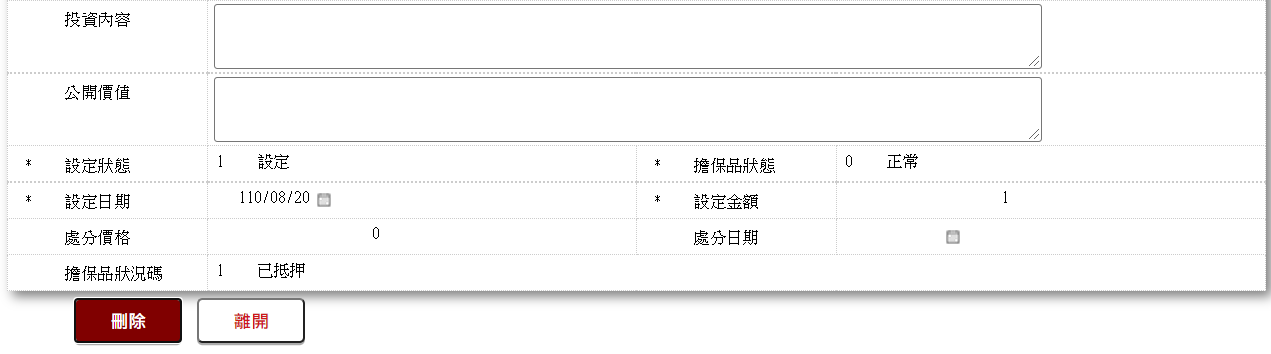 投資內容
公開價值
* 設定狀態 1 設定 * 擔保品狀態 0 正常
* 設定日期 110/08/20 * 設定金額 1
處分價格 0 處分日期
擔保品狀況碼 1 已抵押
刪除 離開